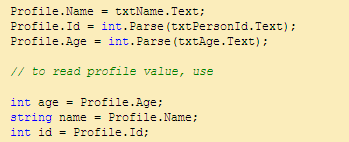 Profile.Name = txtName.Text;
Profile.Id = int.Parse(txtPersonId.Text);
Profile.Age = int.Parse(txtAge.Text);
// to read profile value, use
int age = Profile.Age;
string name = Profile.Name;
int id = Profile.Id;